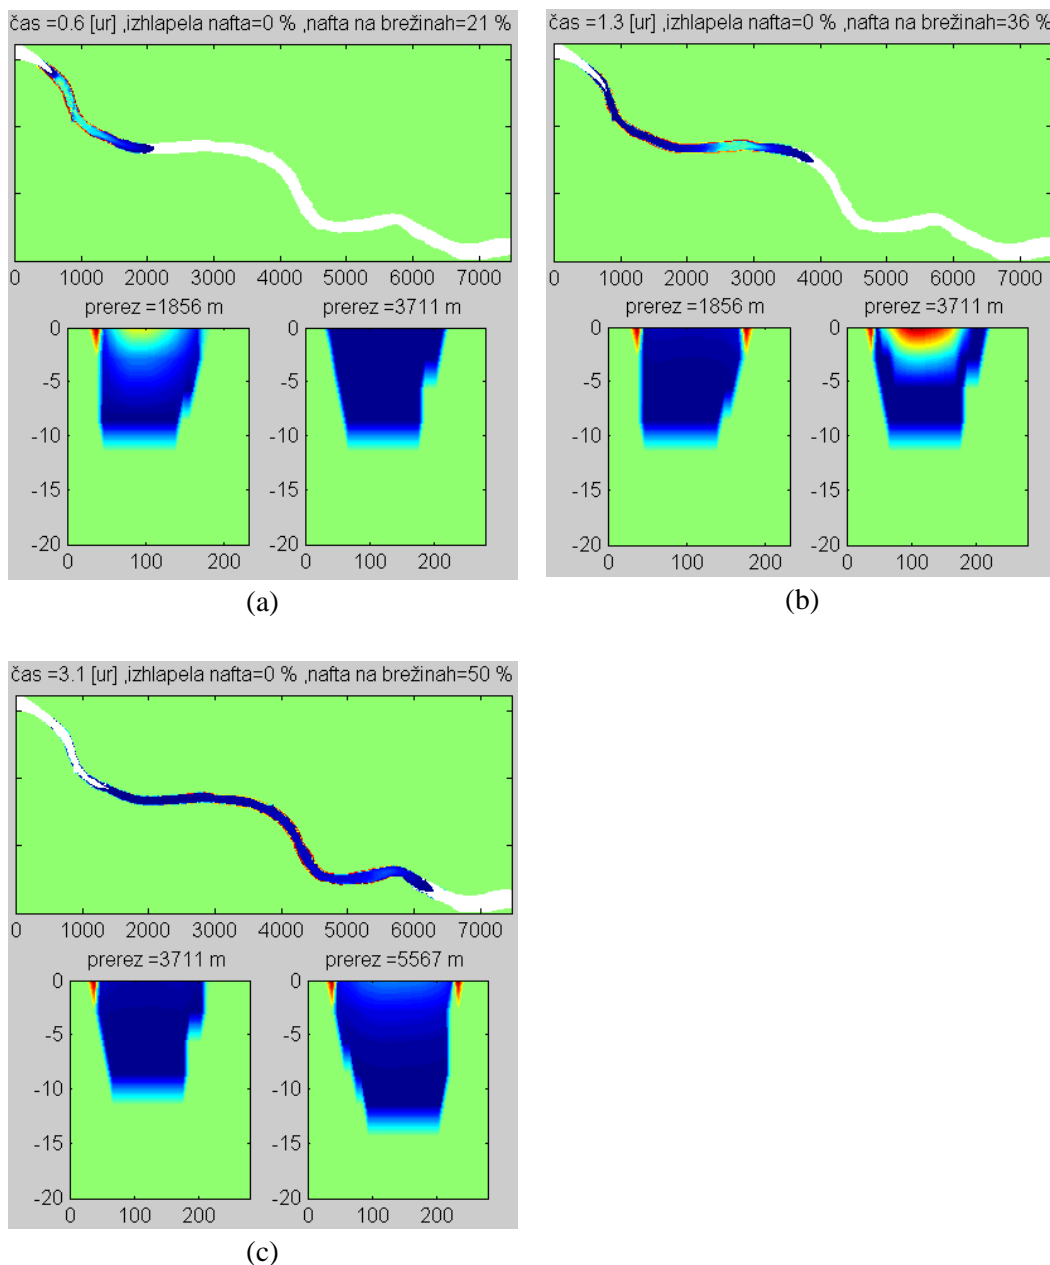 čas =0.6 [ur] ,izhlapela nafta=0 % ,nafta na brežinah=21 %
0 1000 2000 3000 4000 5000 6000 7000
prerez =1856 m prerez =3711 m
0 0
-5 -5
-10 -10
-15 -15
-20 -20
0 100 200 0 100 200
(a)
čas =1.3 [ur] ,izhlapela nafta=0 % ,nafta na brežinah=36 %
0 1000 2000 3000 4000 5000 6000 7000
prerez =1856 m prerez =3711 m
0 0
-5 -5
-10 -10
-15 -15
-20 -20
0 100 200 0 100 200
(b)
čas =3.1 [ur] ,izhlapela nafta=0 % ,nafta na brežinah=50 %
0 1000 2000 3000 4000 5000 6000 7000
prerez =3711 m prerez =5567 m
0 0
-5 -5
-10 -10
-15 -15
-20 -20
0 100 200 0 100 200
(c)